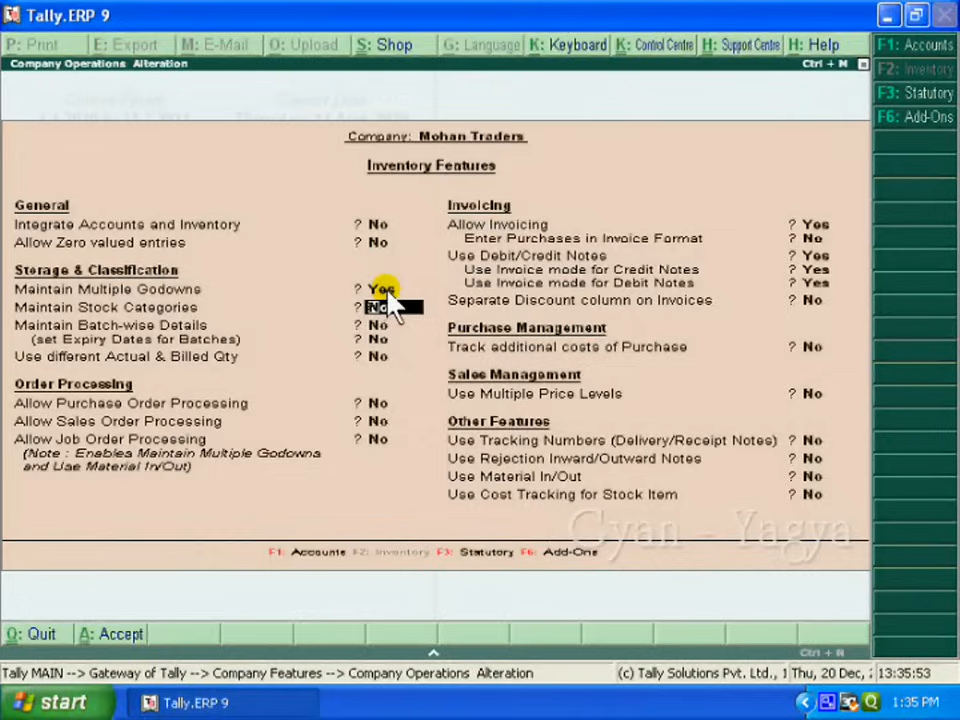 Tally.ERP 9
P: Print E: Export M: E-Mail O: Upload S: Shop G: Language K: Keyboard K: Control Centre H: Support Centre H: Help
F1: Accounts
F2: Inventory
F3: Statutory
F6: Add-Ons
Company Operations Alteration Ctrl + M
Company: Mohan Traders
Inventory Features
General
Integrate Accounts and Inventory ? No
Allow Zero valued entries ? No
Storage & Classification
Maintain Multiple Godowns ? Yes
Maintain Stock Categories ? No
Maintain Batch-wise Details ? No
(set Expiry Dates for Batches) ? No
Use different Actual & Billed Qty ? No
Order Processing
Allow Purchase Order Processing ? No
Allow Sales Order Processing ? No
Allow Job Order Processing ? No
(Note : Enables Maintain Multiple Godowns
and Use Material In/Out)
Invoicing
Allow Invoicing ? Yes
Enter Purchases in Invoice Format ? No
Use Debit/Credit Notes ? Yes
Use Invoice mode for Credit Notes ? Yes
Use Invoice mode for Debit Notes ? Yes
Separate Discount column on Invoices ? No
Purchase Management
Track additional costs of Purchase ? No
Sales Management
Use Multiple Price Levels ? No
Other Features
Use Tracking Numbers (Delivery/Receipt Notes) ? No
Use Rejection Inward/Outward Notes ? No
Use Material In/Out ? No
Use Cost Tracking for Stock Item ? No
Gyan - Yagya
F1: Accounts F2: Inventory F3: Statutory F6: Add-Ons
Q: Quit A: Accept
Ctrl + N
Tally MAIN --> Gateway of Tally --> Company Features --> Company Operations Alteration (c) Tally Solutions Pvt. Ltd., 1 Thu, 20 Dec, 2 13:35:53
start Tally.ERP 9 1:35 PM